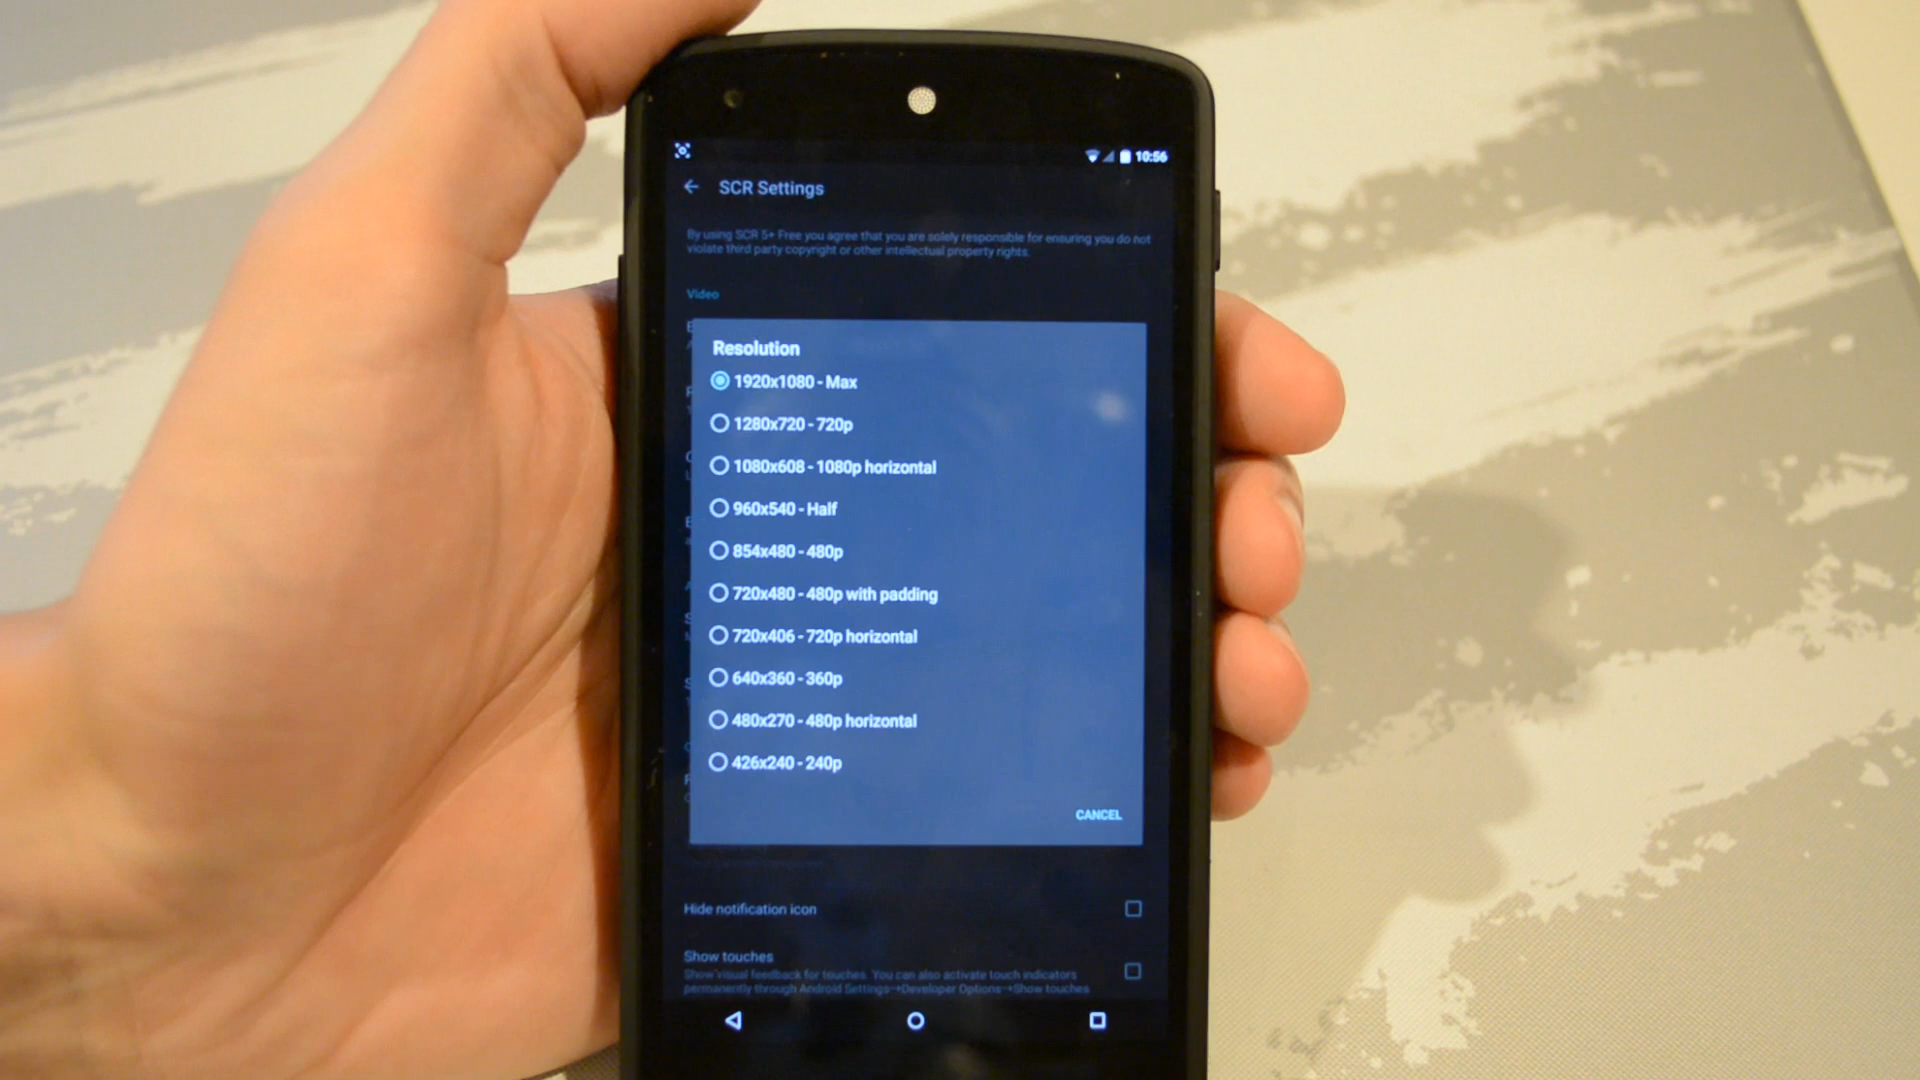 10:56
SCR Settings
By using SCR 5+ Free you agree that you are solely responsible for ensuring you do not
violate third party copyright or other intellectual property rights.
Video
Resolution
1920x1080 - Max
1280x720 - 720p
1080x608 - 1080p horizontal
960x540 - Half
854x480 - 480p
720x480 - 480p with padding
720x406 - 720p horizontal
640x360 - 360p
480x270 - 480p horizontal
426x240 - 240p
CANCEL
Hide notification icon
Show touches
Show visual feedback for touches. You can also activate touch indicators
permanently through Android Settings→Developer Options→Show touches